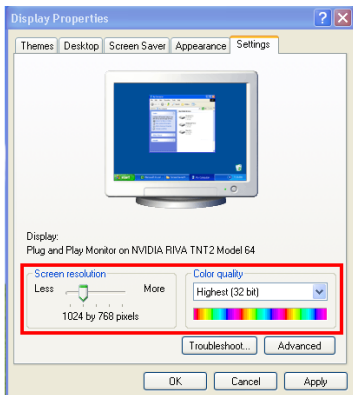 Display Properties
Themes Desktop Screen Saver Appearance Settings
Display:
Plug and Play Monitor on NVIDIA RIVA TNT2 Model 64
Screen resolution
Less More
1024 by 768 pixels
Color quality
Highest (32 bit)
Troubleshoot... Advanced
OK Cancel Apply